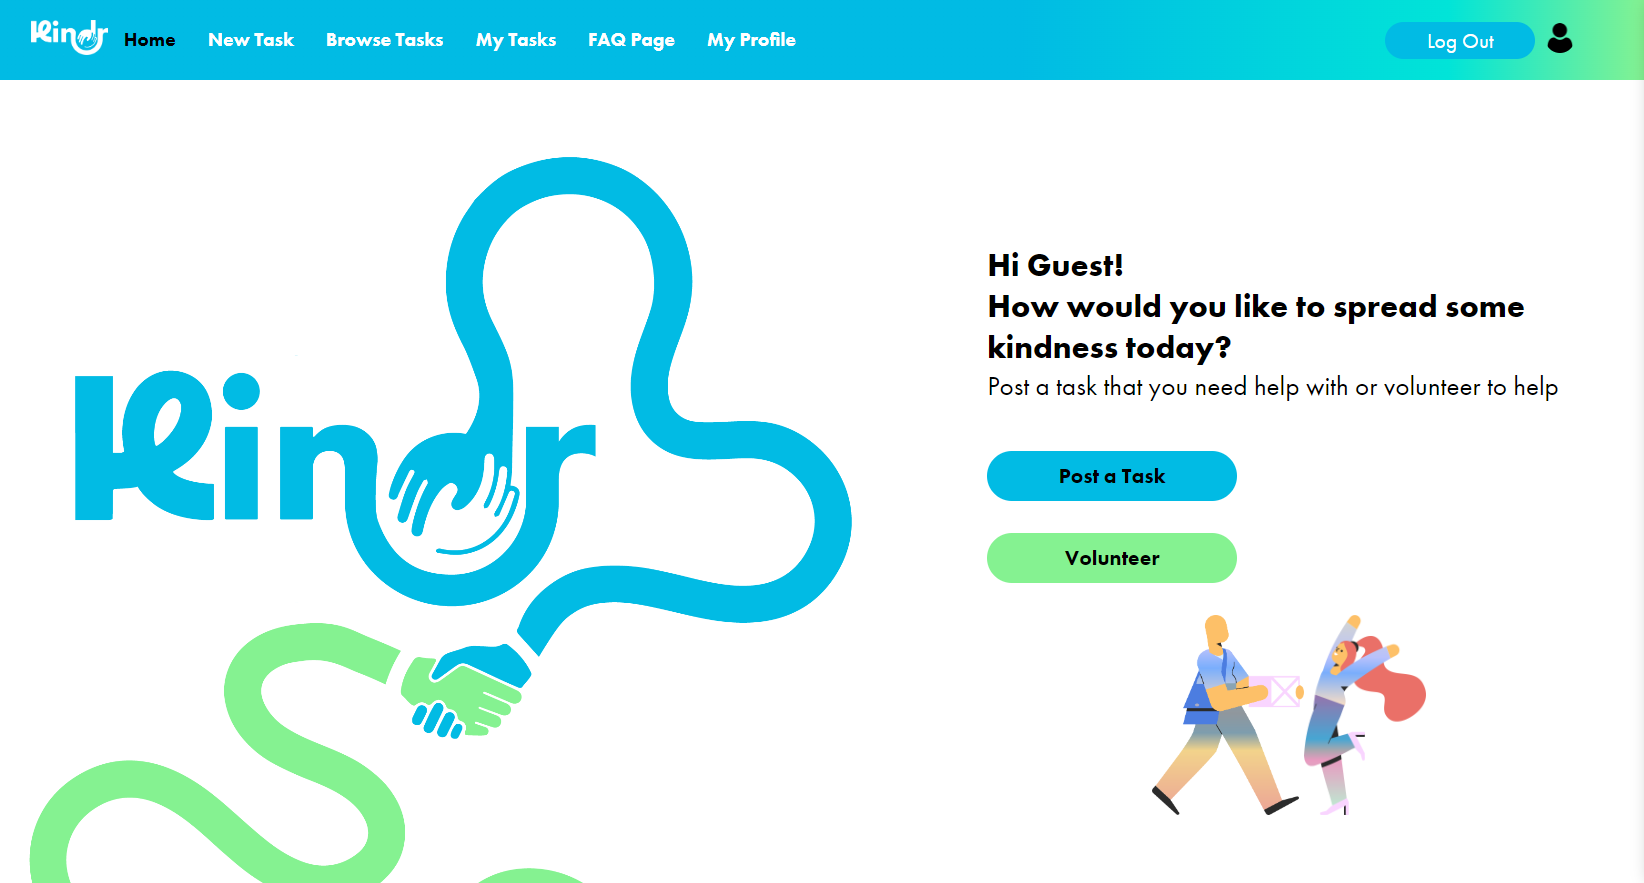 Kindr
Home
New Task
Browse Tasks
My Tasks
FAQ Page
My Profile
Log Out
Kindr
Hi Guest!
How would you like to spread some
kindness today?
Post a task that you need help with or volunteer to help
Post a Task
Volunteer